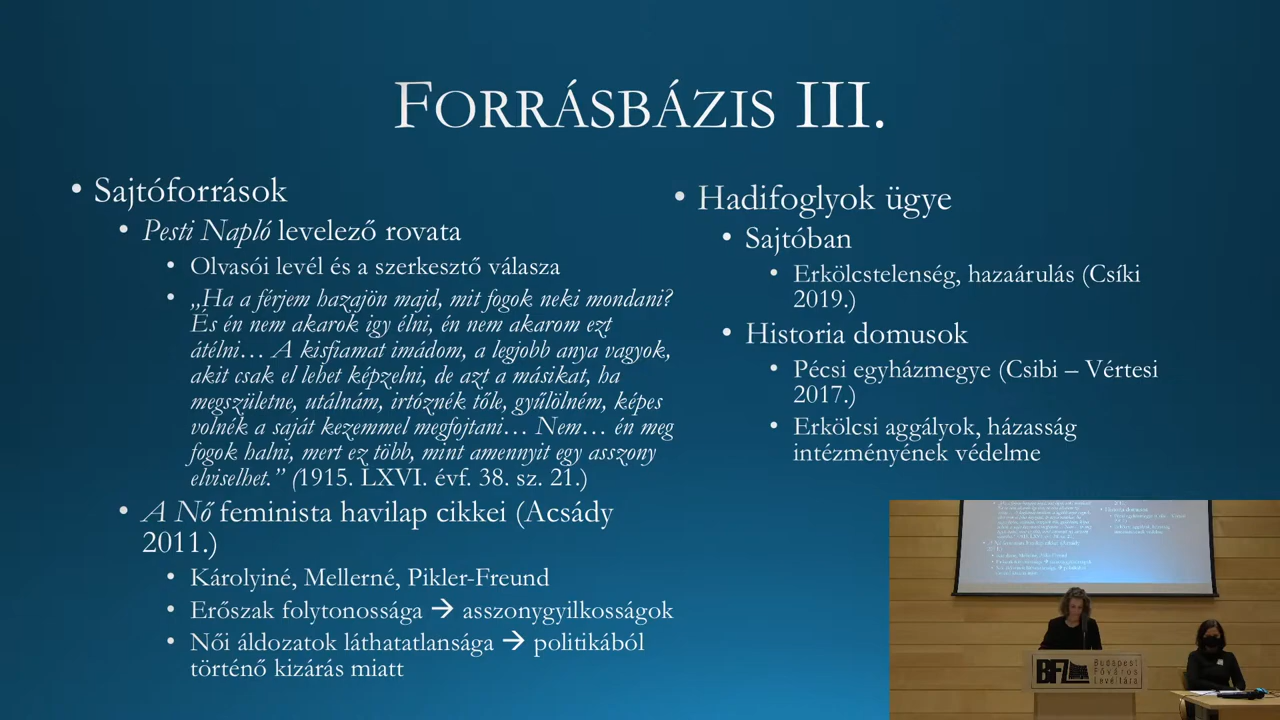 FORRÁSBÁZIS III.
• Sajtóforrások
• Pesti Napló levelező rovata
• Olvasói levél és a szerkesztő válasza
• „Ha a férjem hazajön majd, mit fogok neki mondani?
És én nem akarok igy élni, én nem akarom ezt
átélni… A kisfiamat imádom, a legjobb anya vagyok,
akit csak el lehet képzelni, de azt a másikat, ha
megszületne, utálnám, irtóznék tőle, gyűlölném, képes
volnék a saját kezemmel megfojtani… Nem… én meg
fogok halni, mert ez több, mint amennyit egy asszony
elviselhet.” (1915. LXVI. évf. 38. sz. 21.)
• A Nő feminista havilap cikkei (Acsády
2011.)
• Károlyiné, Mellerné, Pikler-Freund
• Erőszak folytonossága → asszonygyilkosságok
• Női áldozatok láthatatlansága → politikából
történő kizárás miatt
• Hadifoglyok ügye
• Sajtóban
• Erkölcstelenség, hazaárulás (Csíki
2019.)
• Historia domusok
• Pécsi egyházmegye (Csibi – Vértesi
2017.)
• Erkölcsi aggályok, házasság
intézményének védelme
BFL
Budapest
Főváros
Levéltára